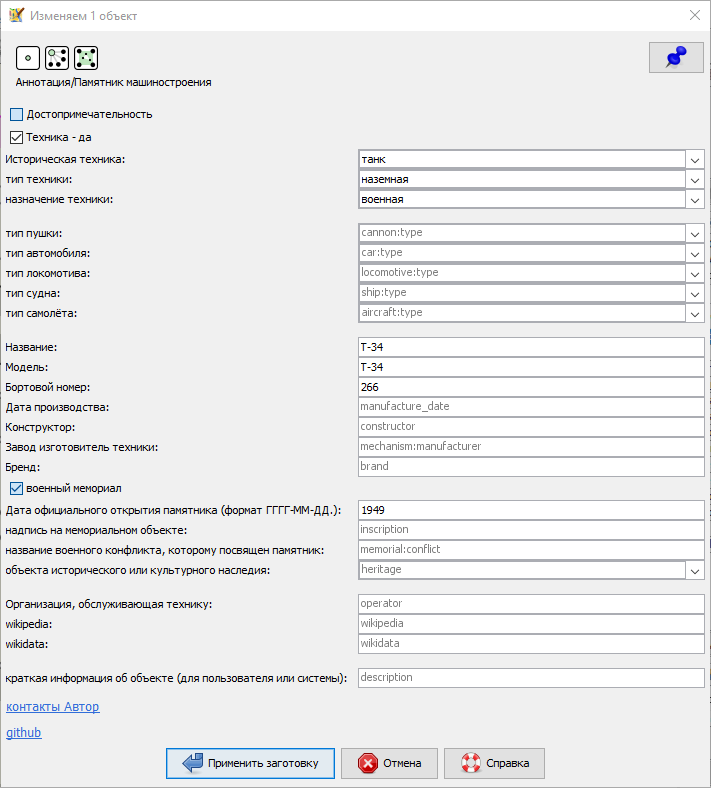 Изменяем 1 объект
Аннотация/Памятник машиностроения
Достопримечательность
Техника - да
Историческая техника: танк
тип техники: наземная
назначение техники: военная
тип пушки: cannon:type
тип автомобиля: car:type
тип локомотива: locomotive:type
тип судна: ship:type
тип самолёта: aircraft:type
Название: Т-34
Модель: Т-34
Бортовой номер: 266
Дата производства: manufacture_date
Конструктор: constructor
Завод изготовитель техники: mechanism:manufacturer
Бренд: brand
военный мемориал
Дата официального открытия памятника (формат ГГГГ-ММ-ДД.): 1949
надпись на мемориальном объекте: inscription
название военного конфликта, которому посвящен памятник: memorial:conflict
объекта исторического или культурного наследия: heritage
Организация, обслуживающая технику: operator
wikipedia: wikipedia
wikidata: wikidata
краткая информация об объекте (для пользователя или системы): description
контакты Автор
github
Применить заготовку Отмена Справка